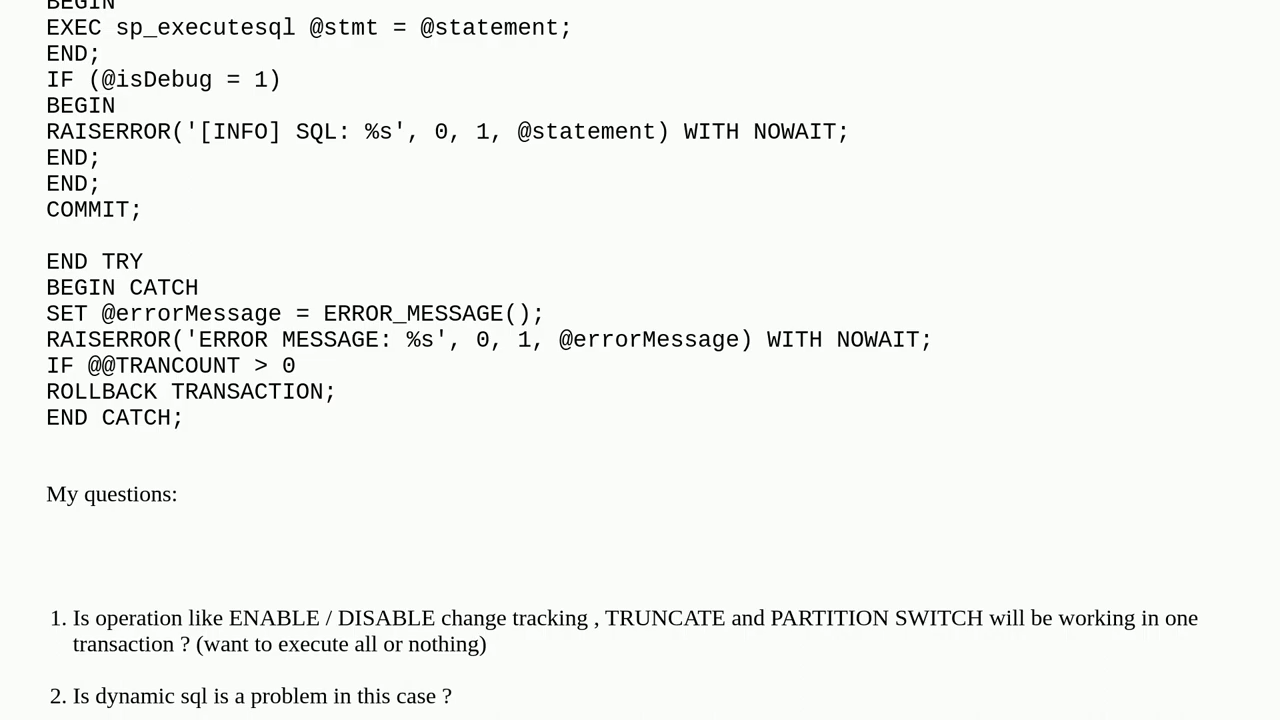 BEGIN
EXEC sp_executesql @stmt = @statement;
END;
IF (@isDebug = 1)
BEGIN
RAISERROR('[INFO] SQL: %s', 0, 1, @statement) WITH NOWAIT;
END;
END;
COMMIT;
END TRY
BEGIN CATCH
SET @errorMessage = ERROR_MESSAGE();
RAISERROR('ERROR MESSAGE: %s', 0, 1, @errorMessage) WITH NOWAIT;
IF @@TRANCOUNT > 0
ROLLBACK TRANSACTION;
END CATCH;
My questions:
1. Is operation like ENABLE / DISABLE change tracking , TRUNCATE and PARTITION SWITCH will be working in one
transaction ? (want to execute all or nothing)
2. Is dynamic sql is a problem in this case ?